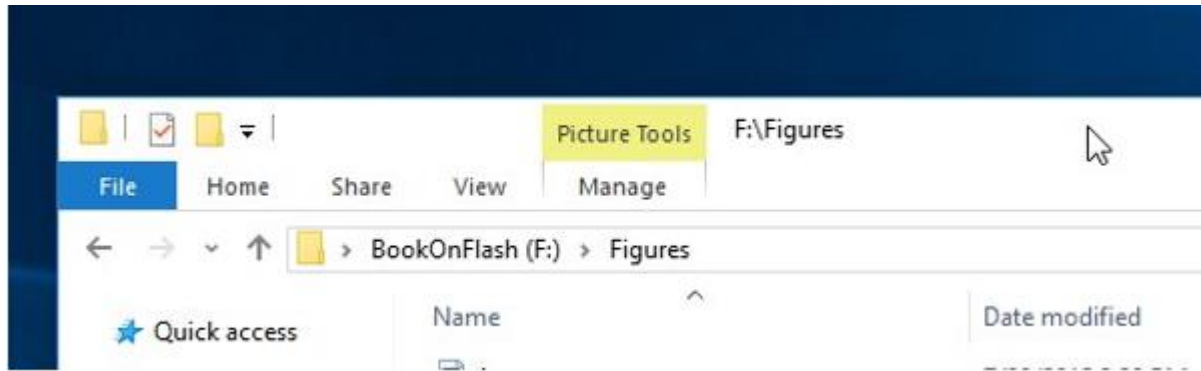 Picture Tools F:\Figures
File Home Share View Manage
BookOnFlash (F:) Figures
Quick access Name Date modified